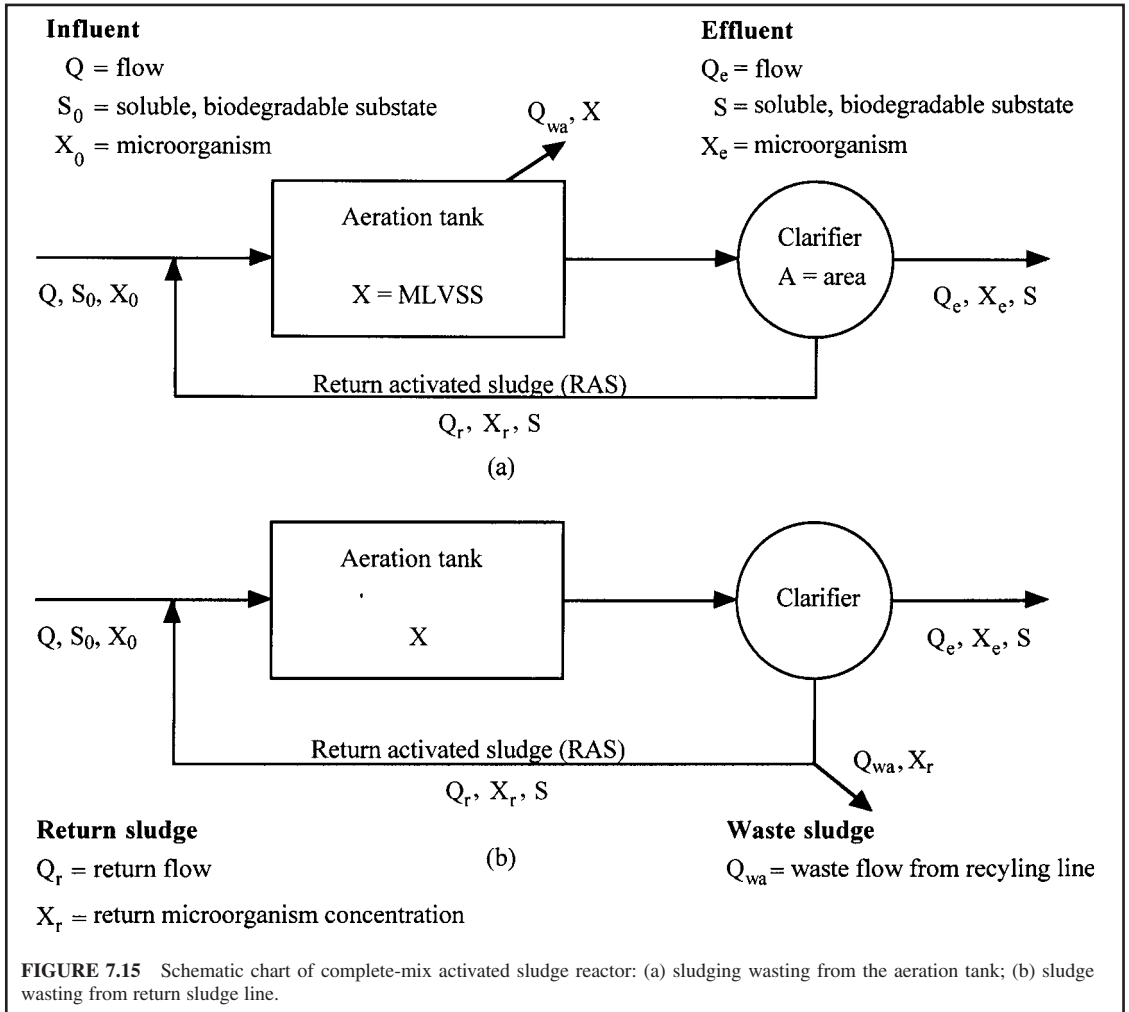 Influent
Q = flow
S₀ = soluble, biodegradable substate
X₀ = microorganism
Effluent
Qₑ = flow
S = soluble, biodegradable substate
Xₑ = microorganism
Q_wa, X
Aeration tank
X = MLVSS
Clarifier
A = area
Q, S₀, X₀
Qₑ, Xₑ, S
Return activated sludge (RAS)
Qᵣ, Xᵣ, S
(a)
Aeration tank
X
Clarifier
Q, S₀, X₀
Qₑ, Xₑ, S
Return activated sludge (RAS)
Qᵣ, Xᵣ, S
Q_wa, Xᵣ
(b)
Return sludge
Qᵣ = return flow
Xᵣ = return microorganism concentration
Waste sludge
Q_wa = waste flow from recyling line
FIGURE 7.15 Schematic chart of complete-mix activated sludge reactor: (a) sludging wasting from the aeration tank; (b) sludge
wasting from return sludge line.